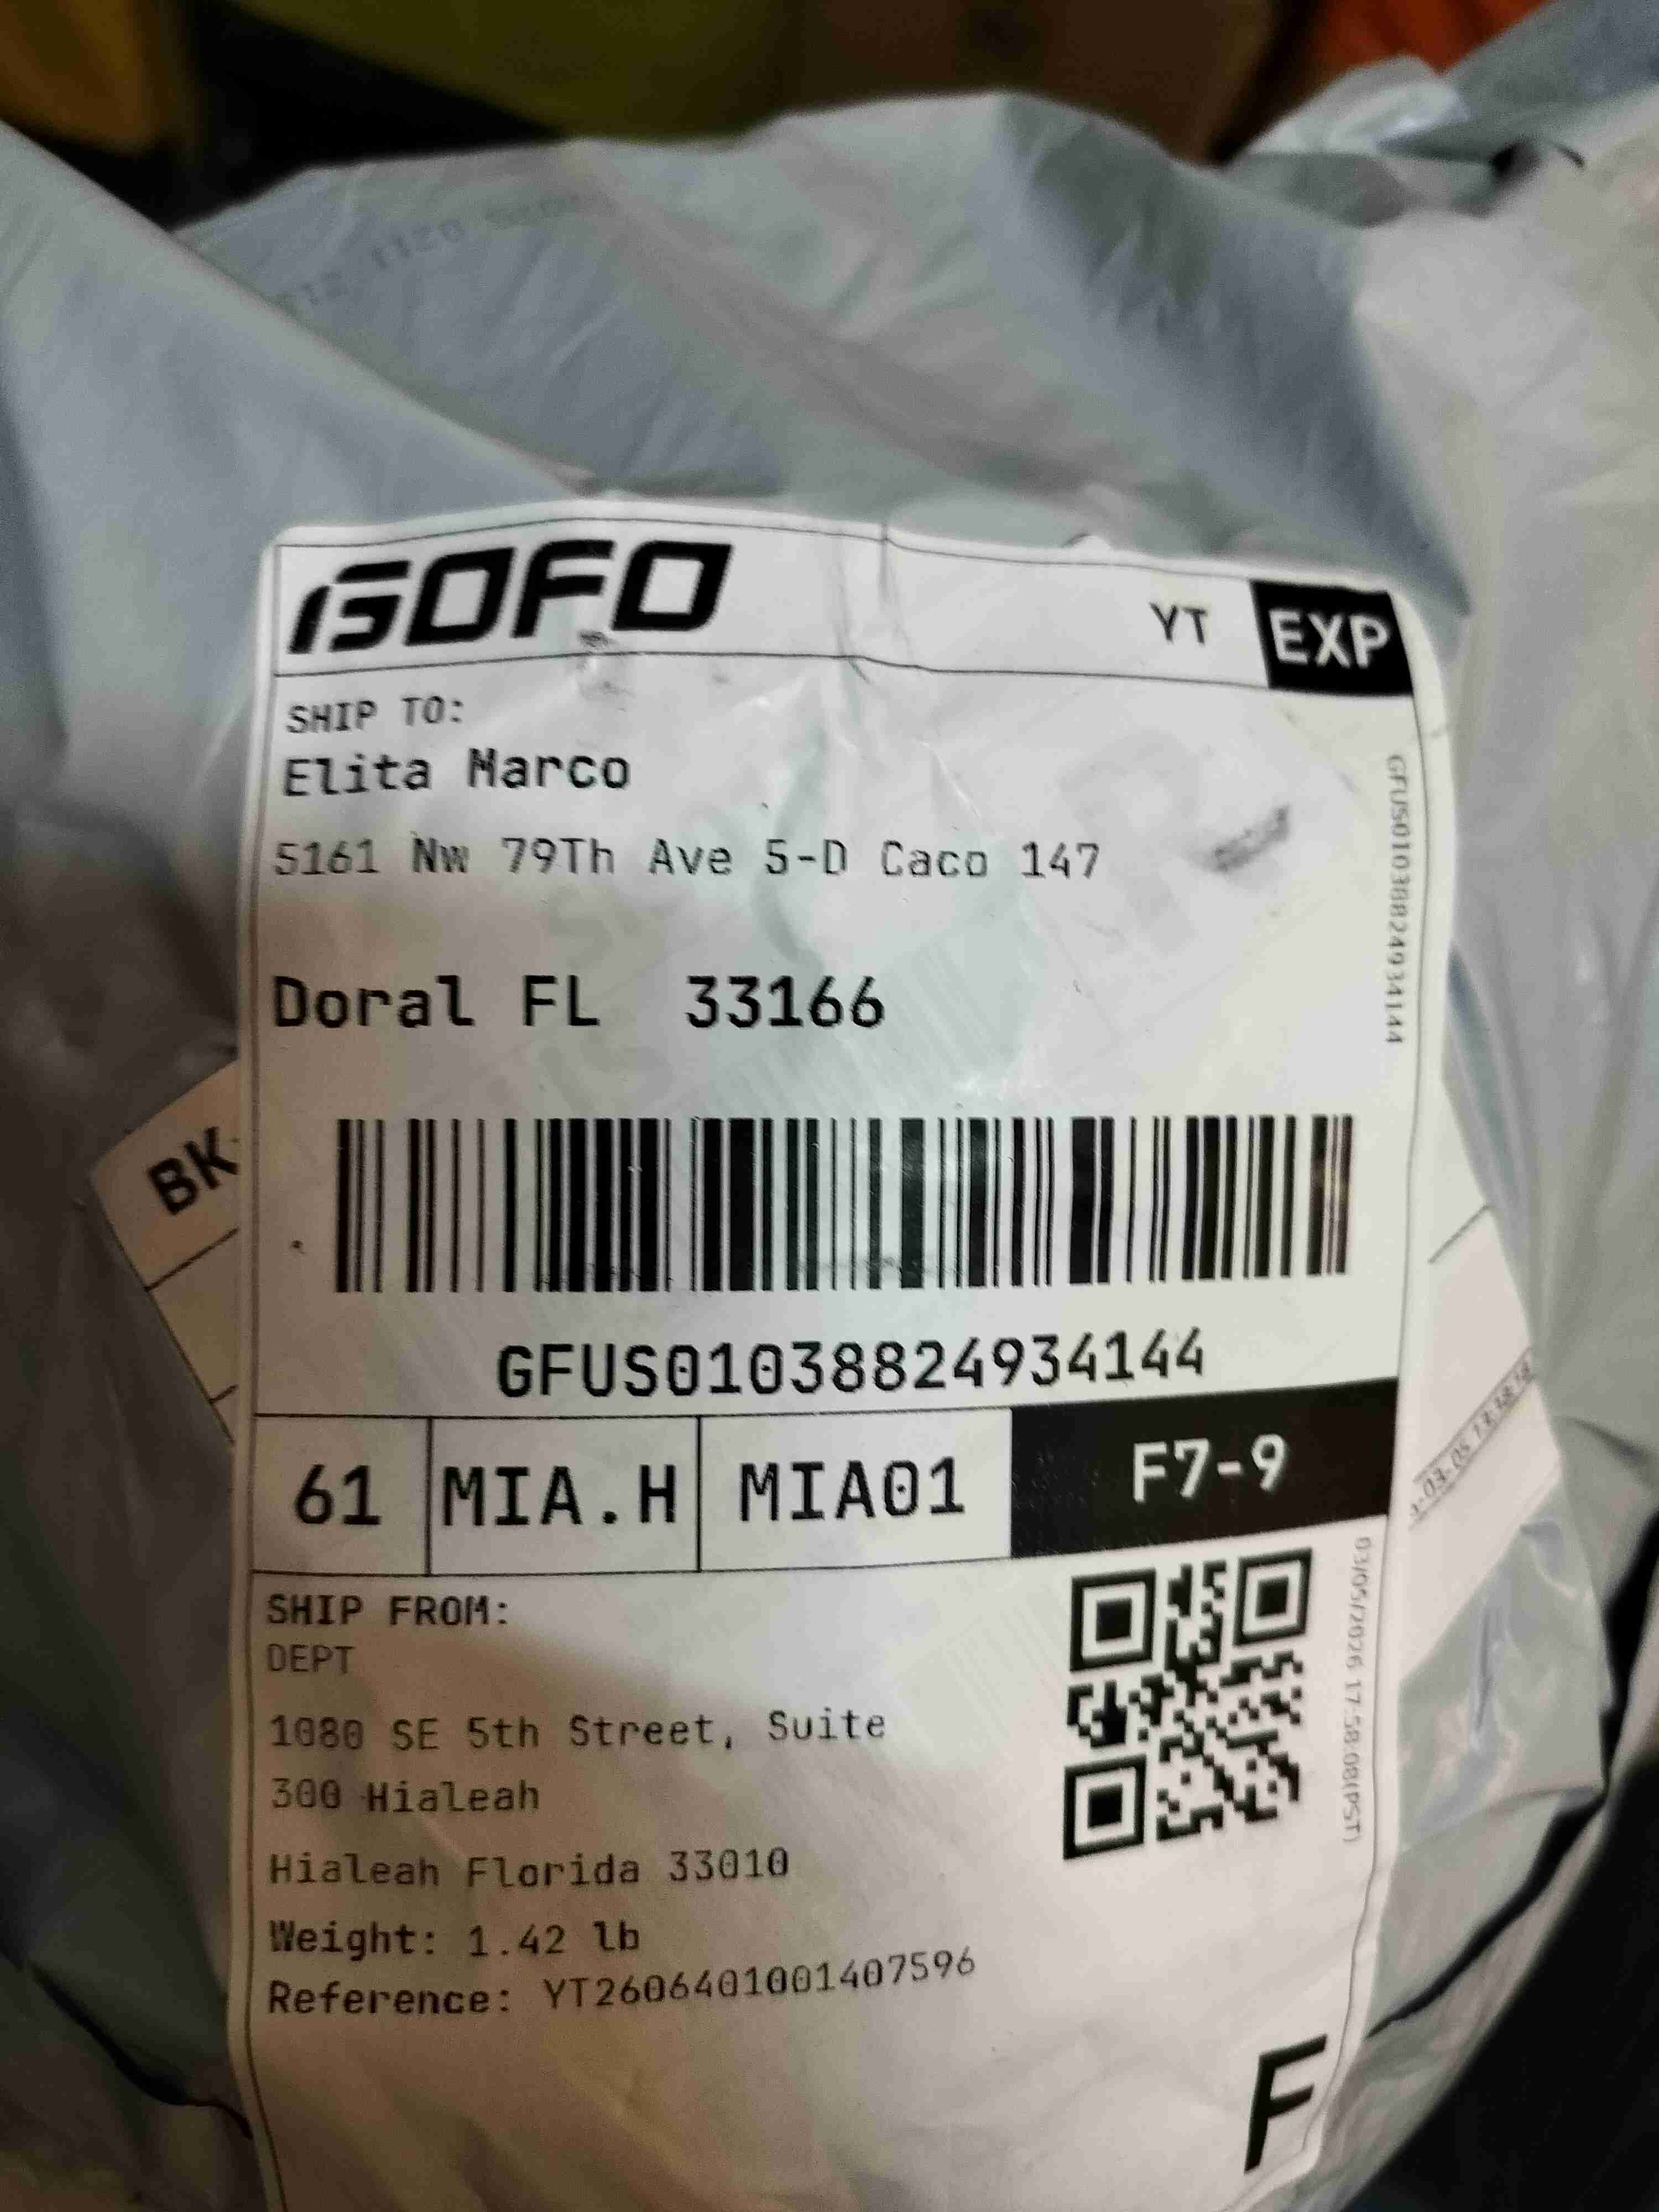 GOFO
YT
EXP
SHIP TO:
Elita Marco
5161 Nw 79Th Ave 5-D Caco 147
Doral FL 33166
GFUS01038824934144
BK
GFUS01038824934144
61
MIA.H
MIA01
F7-9
SHIP FROM:
DEPT
1080 SE 5th Street, Suite
300 Hialeah
Hialeah Florida 33010
Weight: 1.42 lb
Reference: YT2606401001407596
03/05/2026 17:58:08(PST)
F